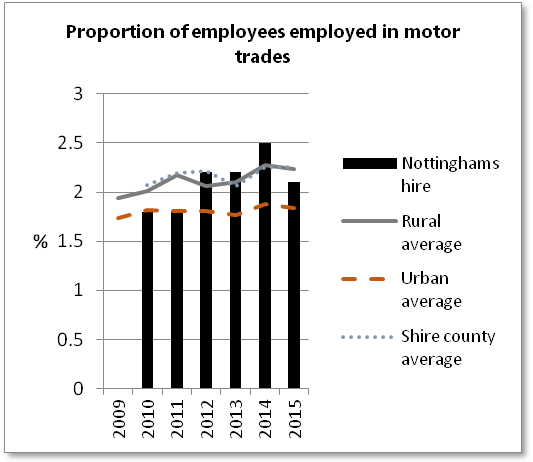 Proportion of employees employed in motor
trades
3
2.5
2
1.5
1
0.5
0
%
2009
2010
2011
2012
2013
2014
2015
Nottinghams
hire
Rural
average
Urban
average
Shire county
average